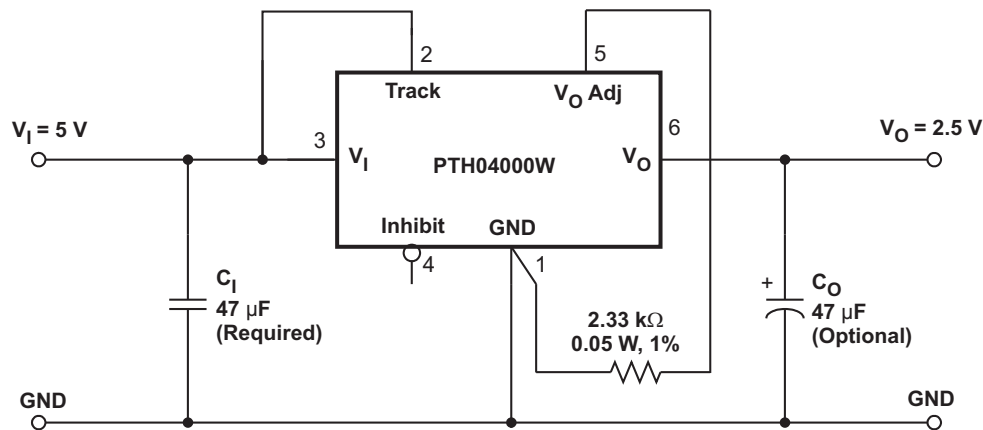 2
5
Track
V_O Adj
V_I = 5 V
3
6
V_O = 2.5 V
V_I
PTH04000W
V_O
Inhibit
GND
4
1
C_I
47 μF
(Required)
2.33 kΩ
0.05 W, 1%
+
C_O
47 μF
(Optional)
GND
GND